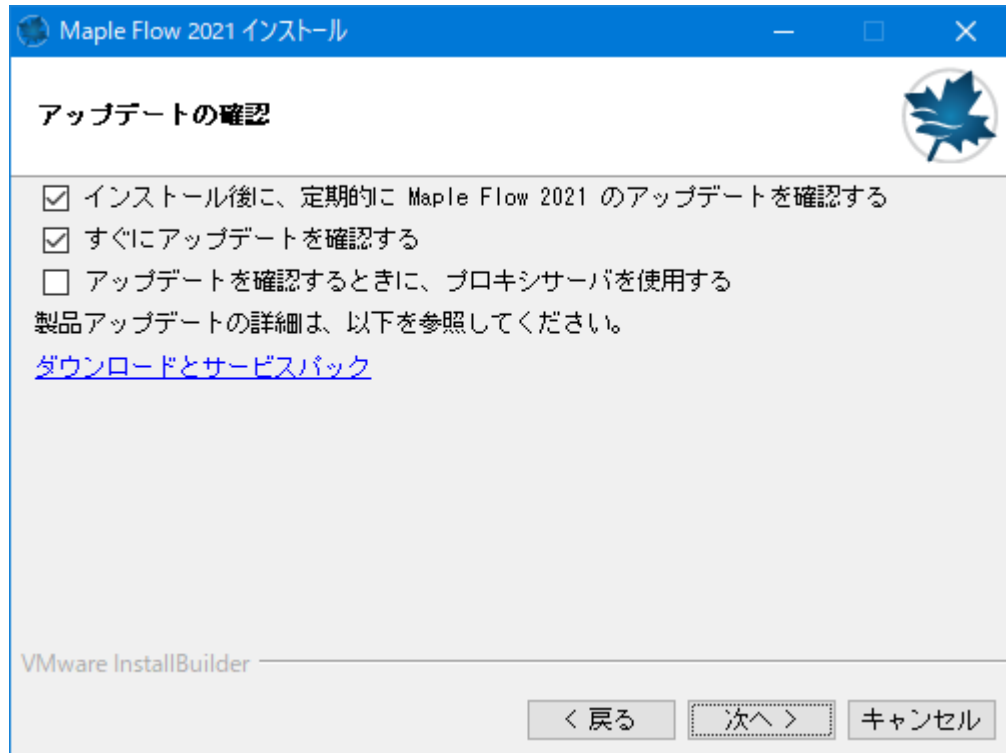 Maple Flow 2021 インストール
アップデートの確認
インストール後に、定期的に Maple Flow 2021 のアップデートを確認する
すぐにアップデートを確認する
アップデートを確認するときに、プロキシサーバを使用する
製品アップデートの詳細は、以下を参照してください。
ダウンロードとサービスパック
VMware InstallBuilder
< 戻る 次へ > キャンセル